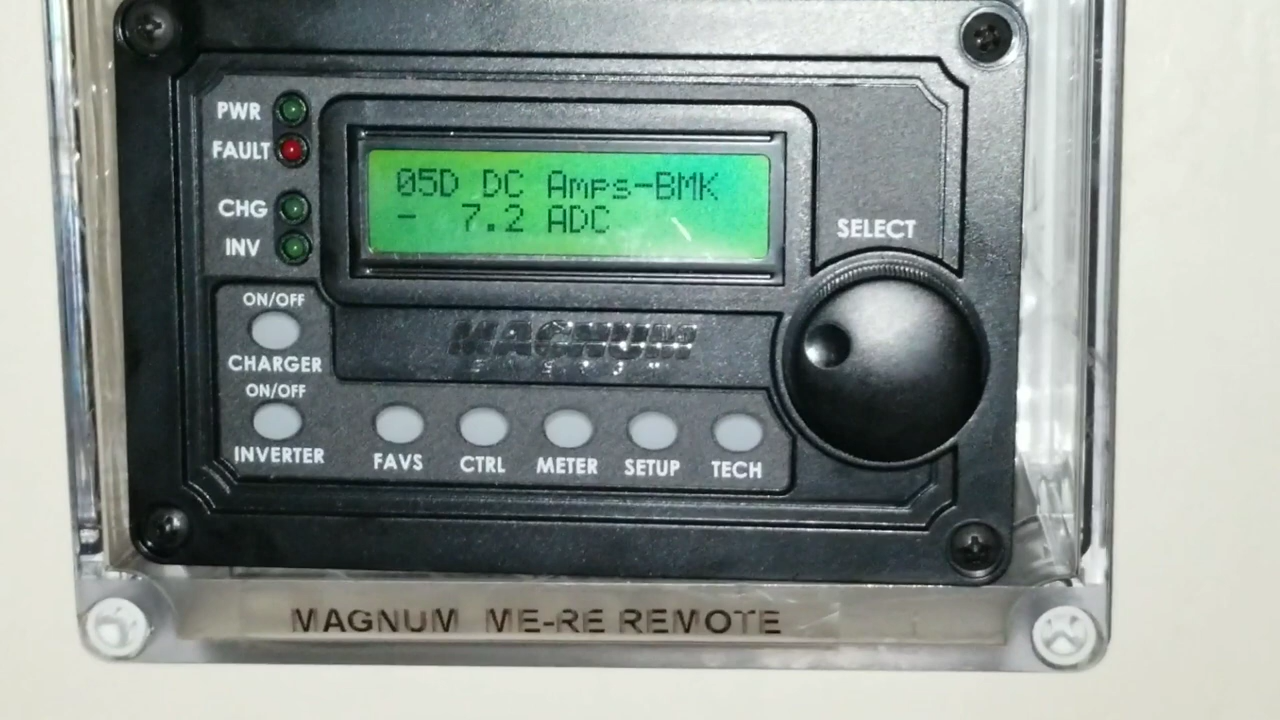 PWR
FAULT
CHG
INV
05D DC Amps-BMK
- 7.2 ADC
SELECT
ON/OFF
CHARGER
ON/OFF
INVERTER
MAGNUM
FAVS
CTRL
METER
SETUP
TECH
MAGNUM ME-RE REMOTE